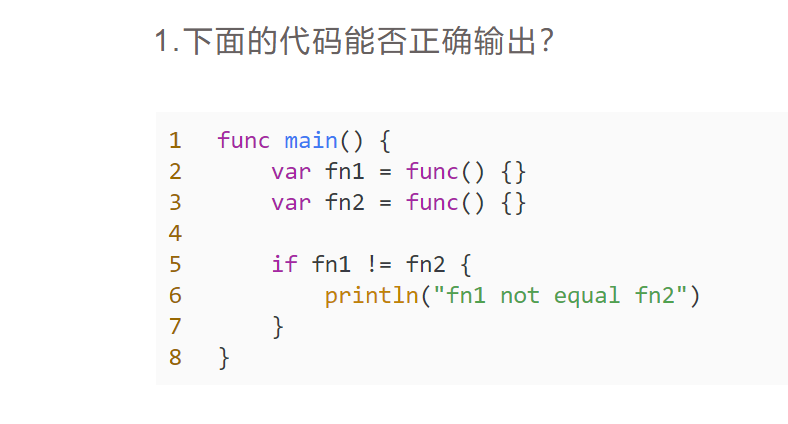 1.下面的代码能否正确输出？
1 func main() {
2     var fn1 = func() {}
3     var fn2 = func() {}
4
5     if fn1 != fn2 {
6         println("fn1 not equal fn2")
7     }
8 }